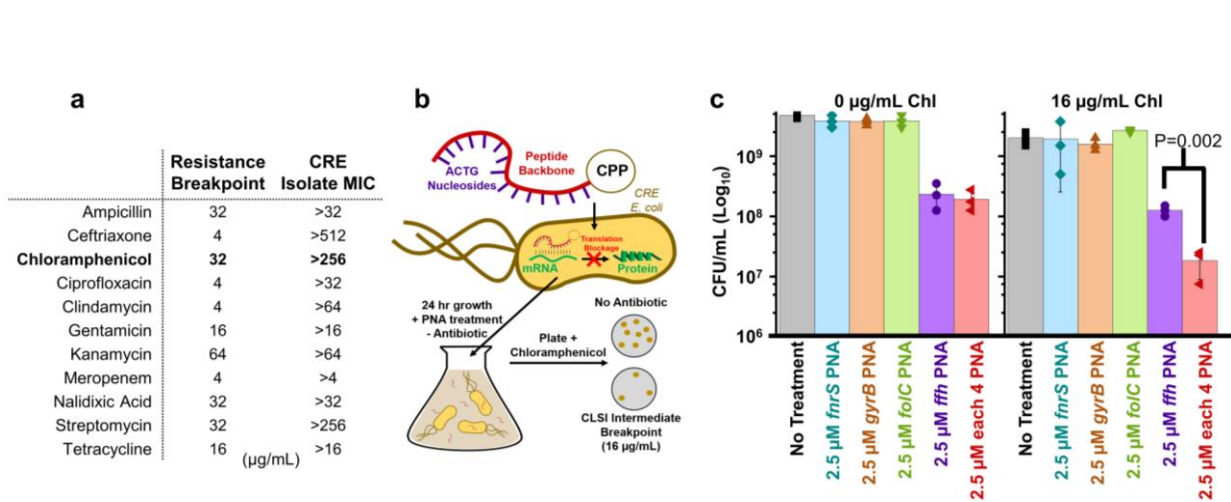 a
Resistance Breakpoint
CRE Isolate MIC
Ampicillin 32 >32
Ceftriaxone 4 >512
Chloramphenicol 32 >256
Ciprofloxacin 4 >32
Clindamycin 4 >64
Gentamicin 16 >16
Kanamycin 64 >64
Meropenem 4 >4
Nalidixic Acid 32 >32
Streptomycin 32 >256
Tetracycline 16 >16
(µg/mL)
b
ACTG
Nucleosides
Peptide
Backbone
CPP
CRE
E. coli
Translation
Blockage
mRNA
Protein
24 hr growth
+ PNA treatment
- Antibiotic
Plate +
Chloramphenicol
No Antibiotic
CLSI Intermediate
Breakpoint
(16 µg/mL)
c
0 µg/mL Chl
16 µg/mL Chl
CFU/mL (Log10)
10⁹
10⁸
10⁷
10⁶
P=0.002
No Treatment
2.5 µM fnrS PNA
2.5 µM gyrB PNA
2.5 µM folC PNA
2.5 µM ffh PNA
2.5 µM each 4 PNA
No Treatment
2.5 µM fnrS PNA
2.5 µM gyrB PNA
2.5 µM folC PNA
2.5 µM ffh PNA
2.5 µM each 4 PNA